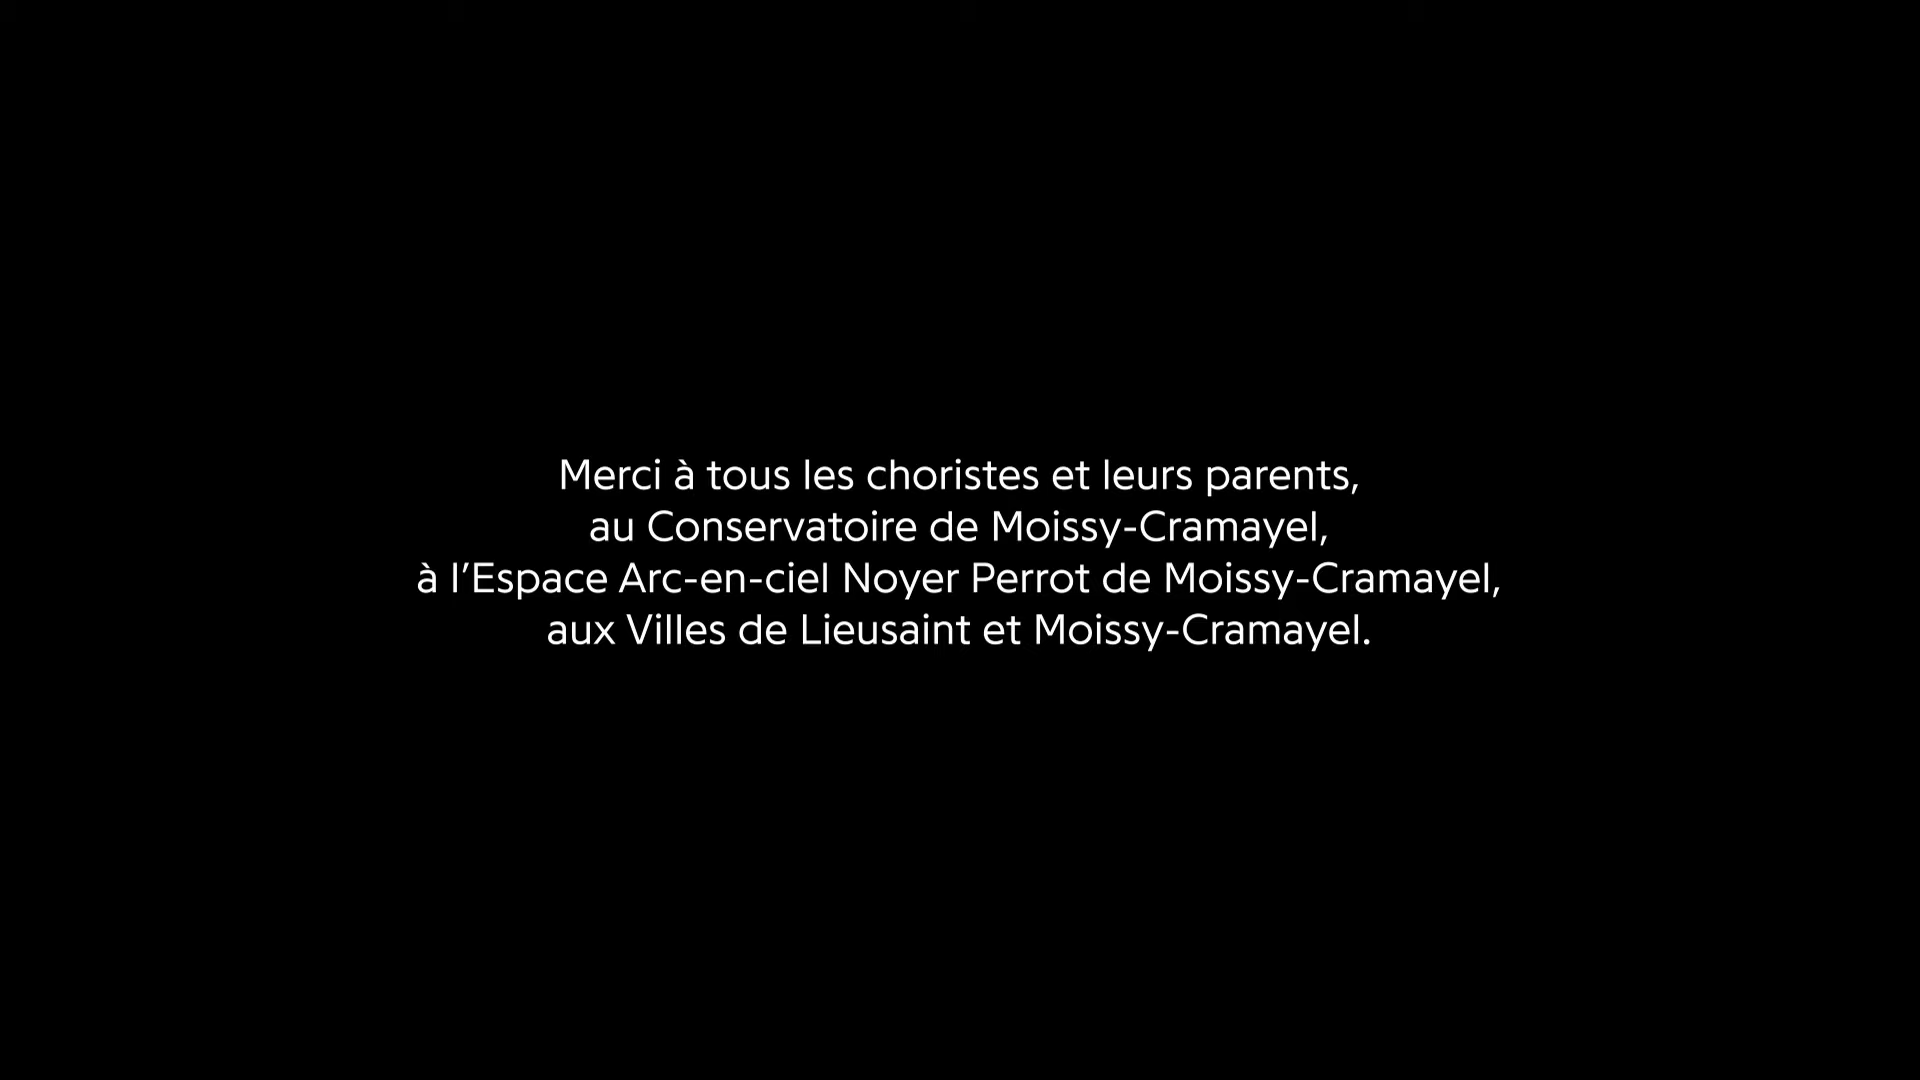 Merci à tous les choristes et leurs parents,
au Conservatoire de Moissy-Cramayel,
à l’Espace Arc-en-ciel Noyer Perrot de Moissy-Cramayel,
aux Villes de Lieusaint et Moissy-Cramayel.